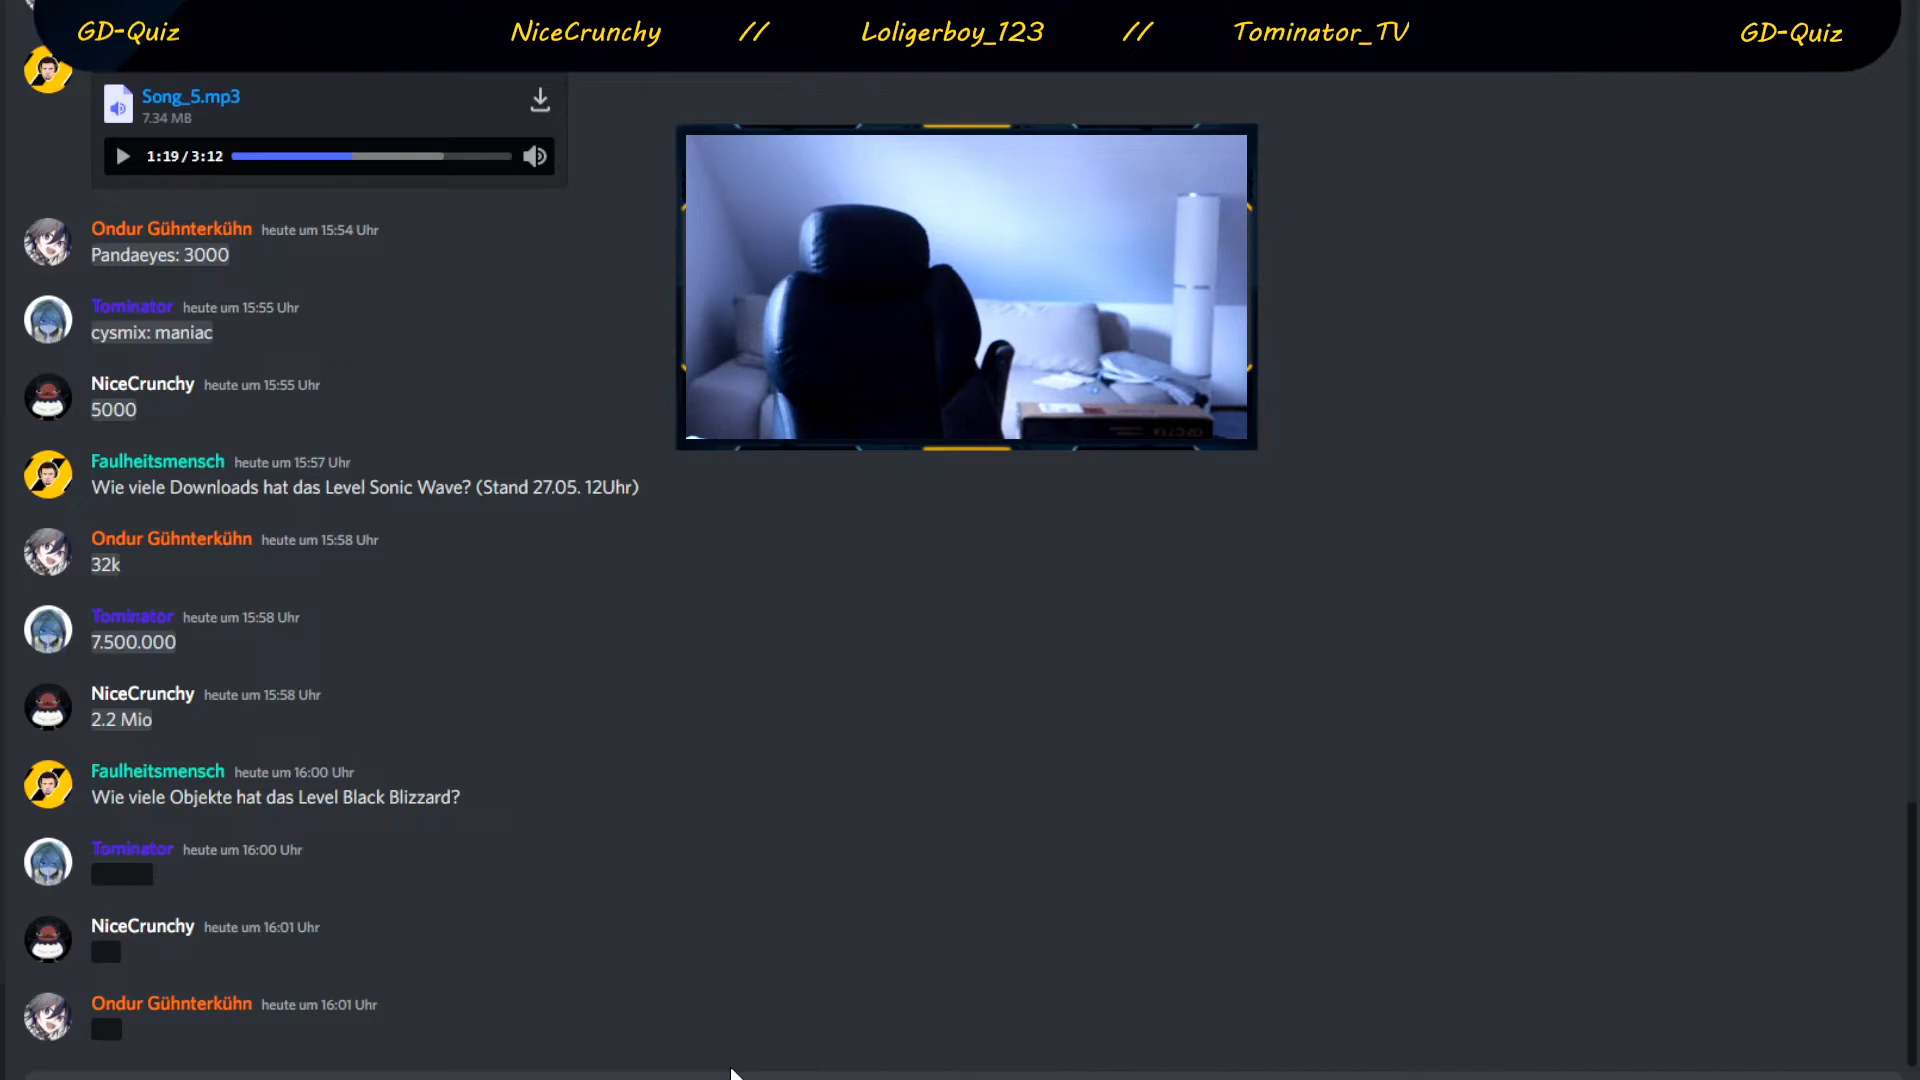 GD-Quiz NiceCrunchy // Loligerboy_123 // Tominator_TV GD-Quiz
Song_5.mp3
7.34 MB
1:19 / 3:12
Ondur Gühnterkühn heute um 15:54 Uhr
Pandaeyes: 3000
Tominator heute um 15:55 Uhr
cysmix: maniac
NiceCrunchy heute um 15:55 Uhr
5000
Faulheitsmensch heute um 15:57 Uhr
Wie viele Downloads hat das Level Sonic Wave? (Stand 27.05. 12Uhr)
Ondur Gühnterkühn heute um 15:58 Uhr
32k
Tominator heute um 15:58 Uhr
7.500.000
NiceCrunchy heute um 15:58 Uhr
2.2 Mio
Faulheitsmensch heute um 16:00 Uhr
Wie viele Objekte hat das Level Black Blizzard?
Tominator heute um 16:00 Uhr
NiceCrunchy heute um 16:01 Uhr
Ondur Gühnterkühn heute um 16:01 Uhr